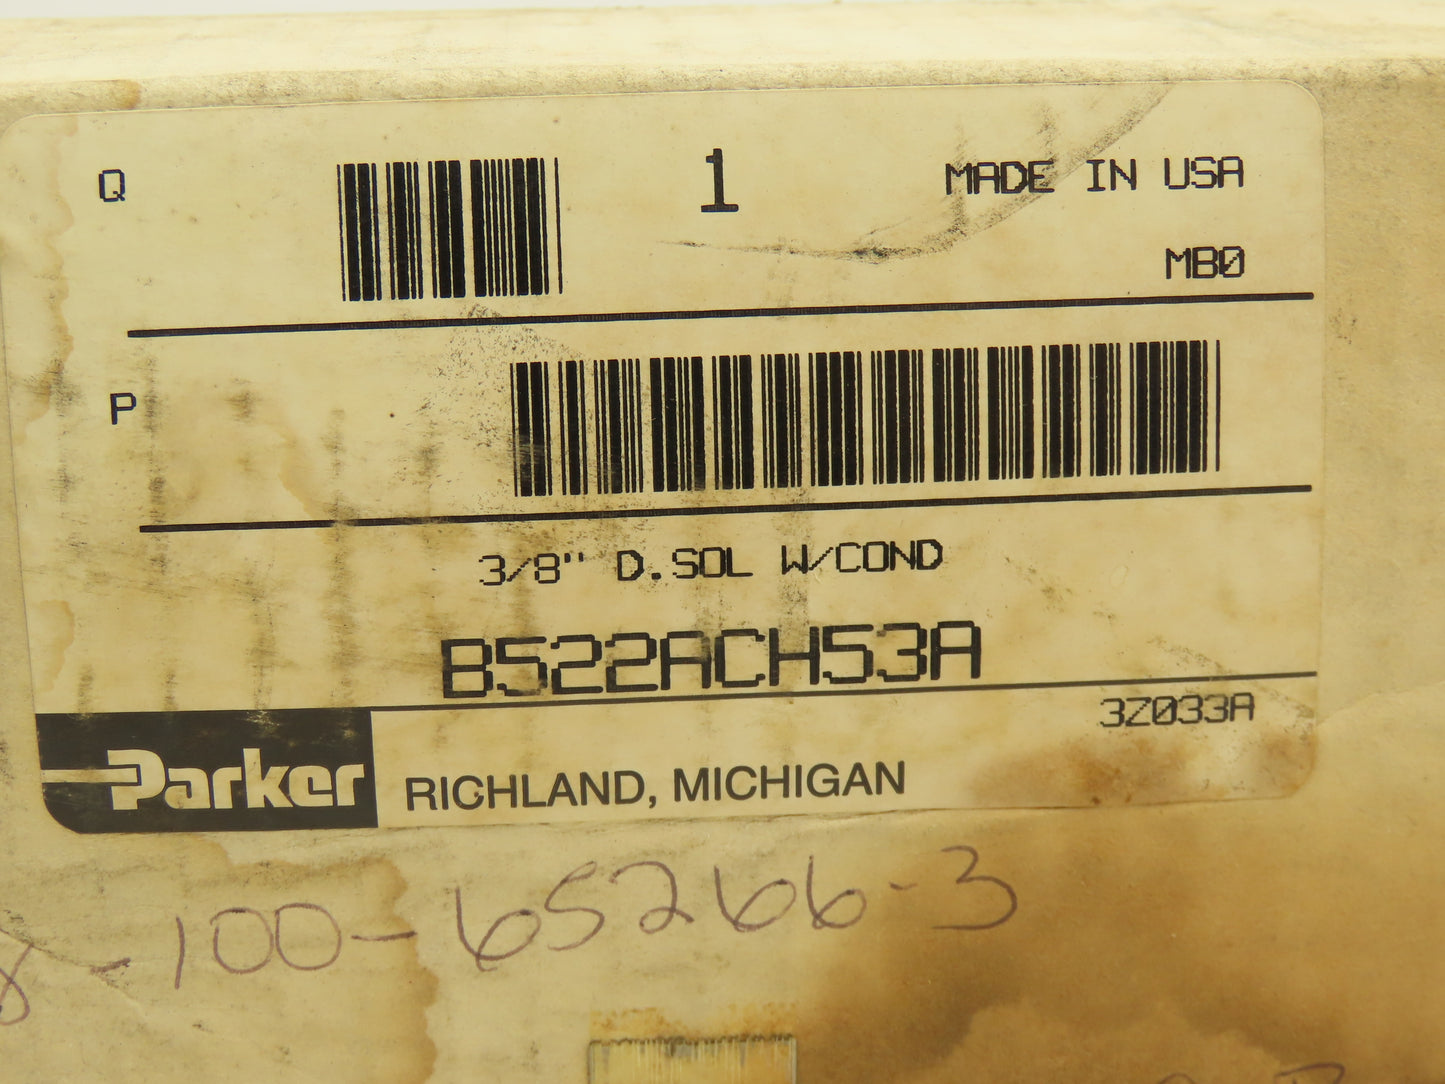 Q 1 MADE IN USA
MB0
P
3/8" D.SOL W/COND
B522ACH53A
3Z033A
Parker RICHLAND, MICHIGAN
-100-65266-3